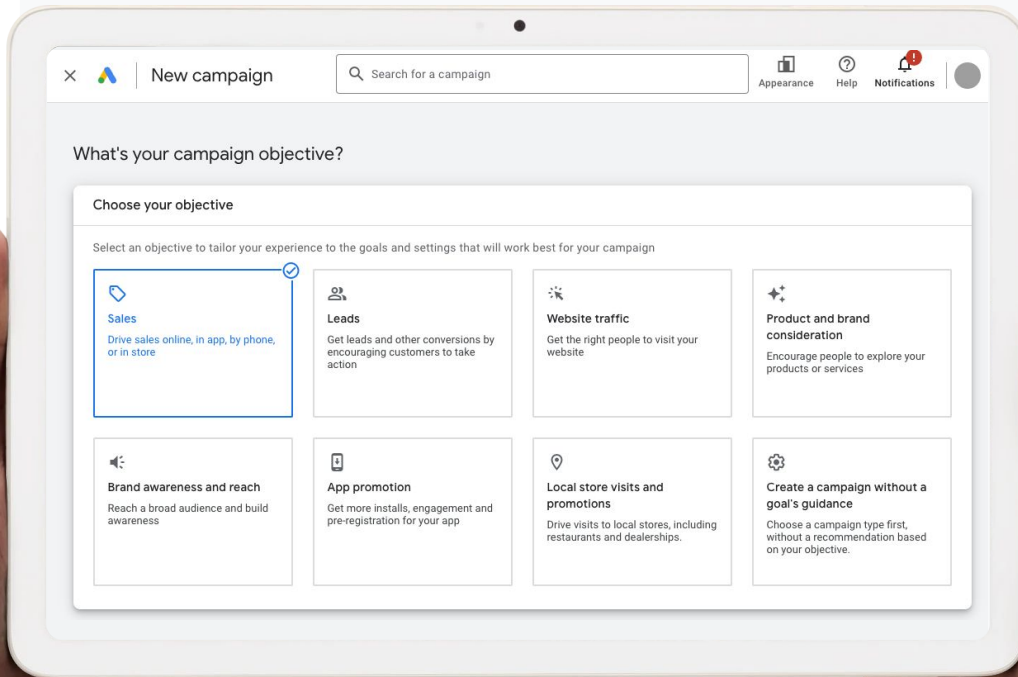 New campaign
Search for a campaign
Appearance
Help
!
Notifications
What's your campaign objective?
Choose your objective
Select an objective to tailor your experience to the goals and settings that will work best for your campaign
Sales
Drive sales online, in app, by phone,
or in store
Leads
Get leads and other conversions by
encouraging customers to take
action
Website traffic
Get the right people to visit your
website
Product and brand
consideration
Encourage people to explore your
products or services
Brand awareness and reach
Reach a broad audience and build
awareness
App promotion
Get more installs, engagement and
pre-registration for your app
Local store visits and
promotions
Drive visits to local stores, including
restaurants and dealerships.
Create a campaign without a
goal's guidance
Choose a campaign type first,
without a recommendation based
on your objective.